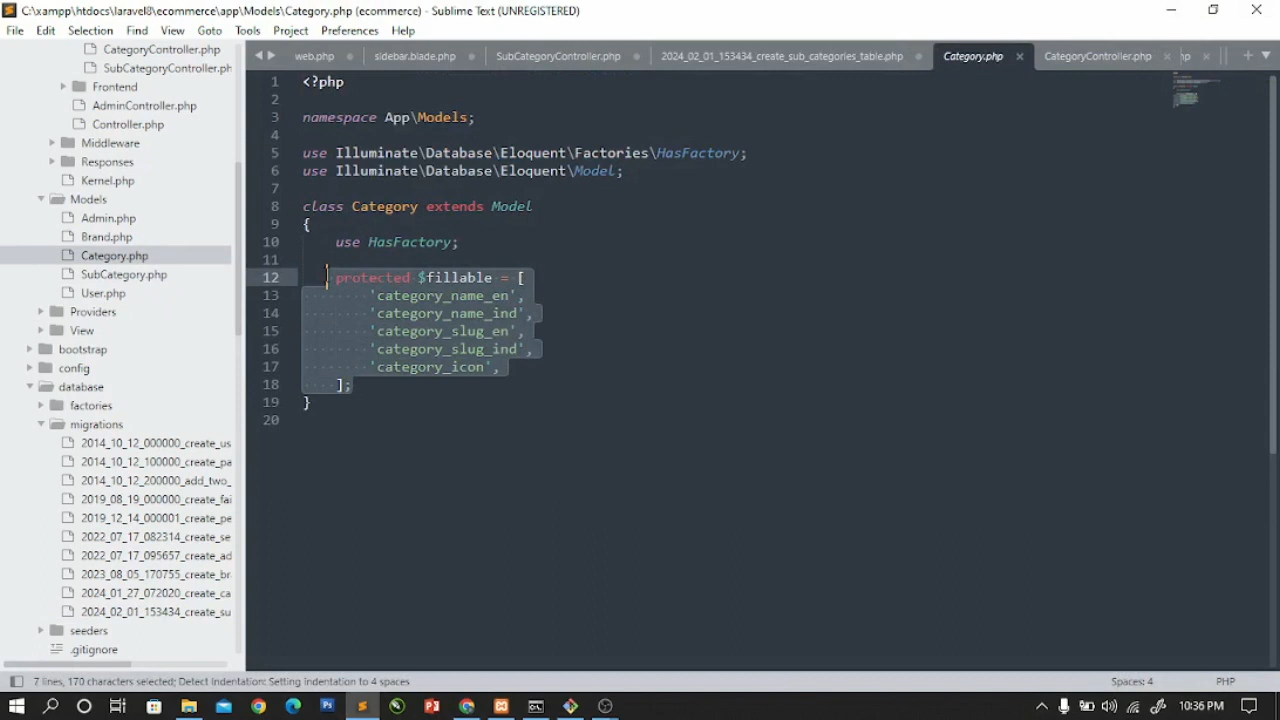 C:\xampp\htdocs\laravel8\ecommerce\app\Models\Category.php (ecommerce) - Sublime Text (UNREGISTERED)
File Edit Selection Find View Goto Tools Project Preferences Help
CategoryController.php
SubCategoryController.ph
Frontend
AdminController.php
Controller.php
Middleware
Responses
Kernel.php
Models
Admin.php
Brand.php
Category.php
SubCategory.php
User.php
Providers
View
bootstrap
config
database
factories
migrations
2014_10_12_000000_create_us
2014_10_12_100000_create_pa
2014_10_12_200000_add_two_
2019_08_19_000000_create_fai
2019_12_14_000001_create_pe
2022_07_17_082314_create_se
2022_07_17_095657_create_ad
2023_08_05_170755_create_br
2024_01_27_072020_create_ca
2024_02_01_153434_create_su
seeders
.gitignore
web.php sidebar.blade.php SubCategoryController.php 2024_02_01_153434_create_sub_categories_table.php Category.php CategoryController.php ıp
1 <?php
2
3 namespace App\Models;
4
5 use Illuminate\Database\Eloquent\Factories\HasFactory;
6 use Illuminate\Database\Eloquent\Model;
7
8 class Category extends Model
9 {
10 use HasFactory;
11
12 protected $fillable = [
13 'category_name_en',
14 'category_name_ind',
15 'category_slug_en',
16 'category_slug_ind',
17 'category_icon',
18 ];
19 }
20
7 lines, 170 characters selected; Detect Indentation: Setting indentation to 4 spaces Spaces: 4 PHP
10:36 PM